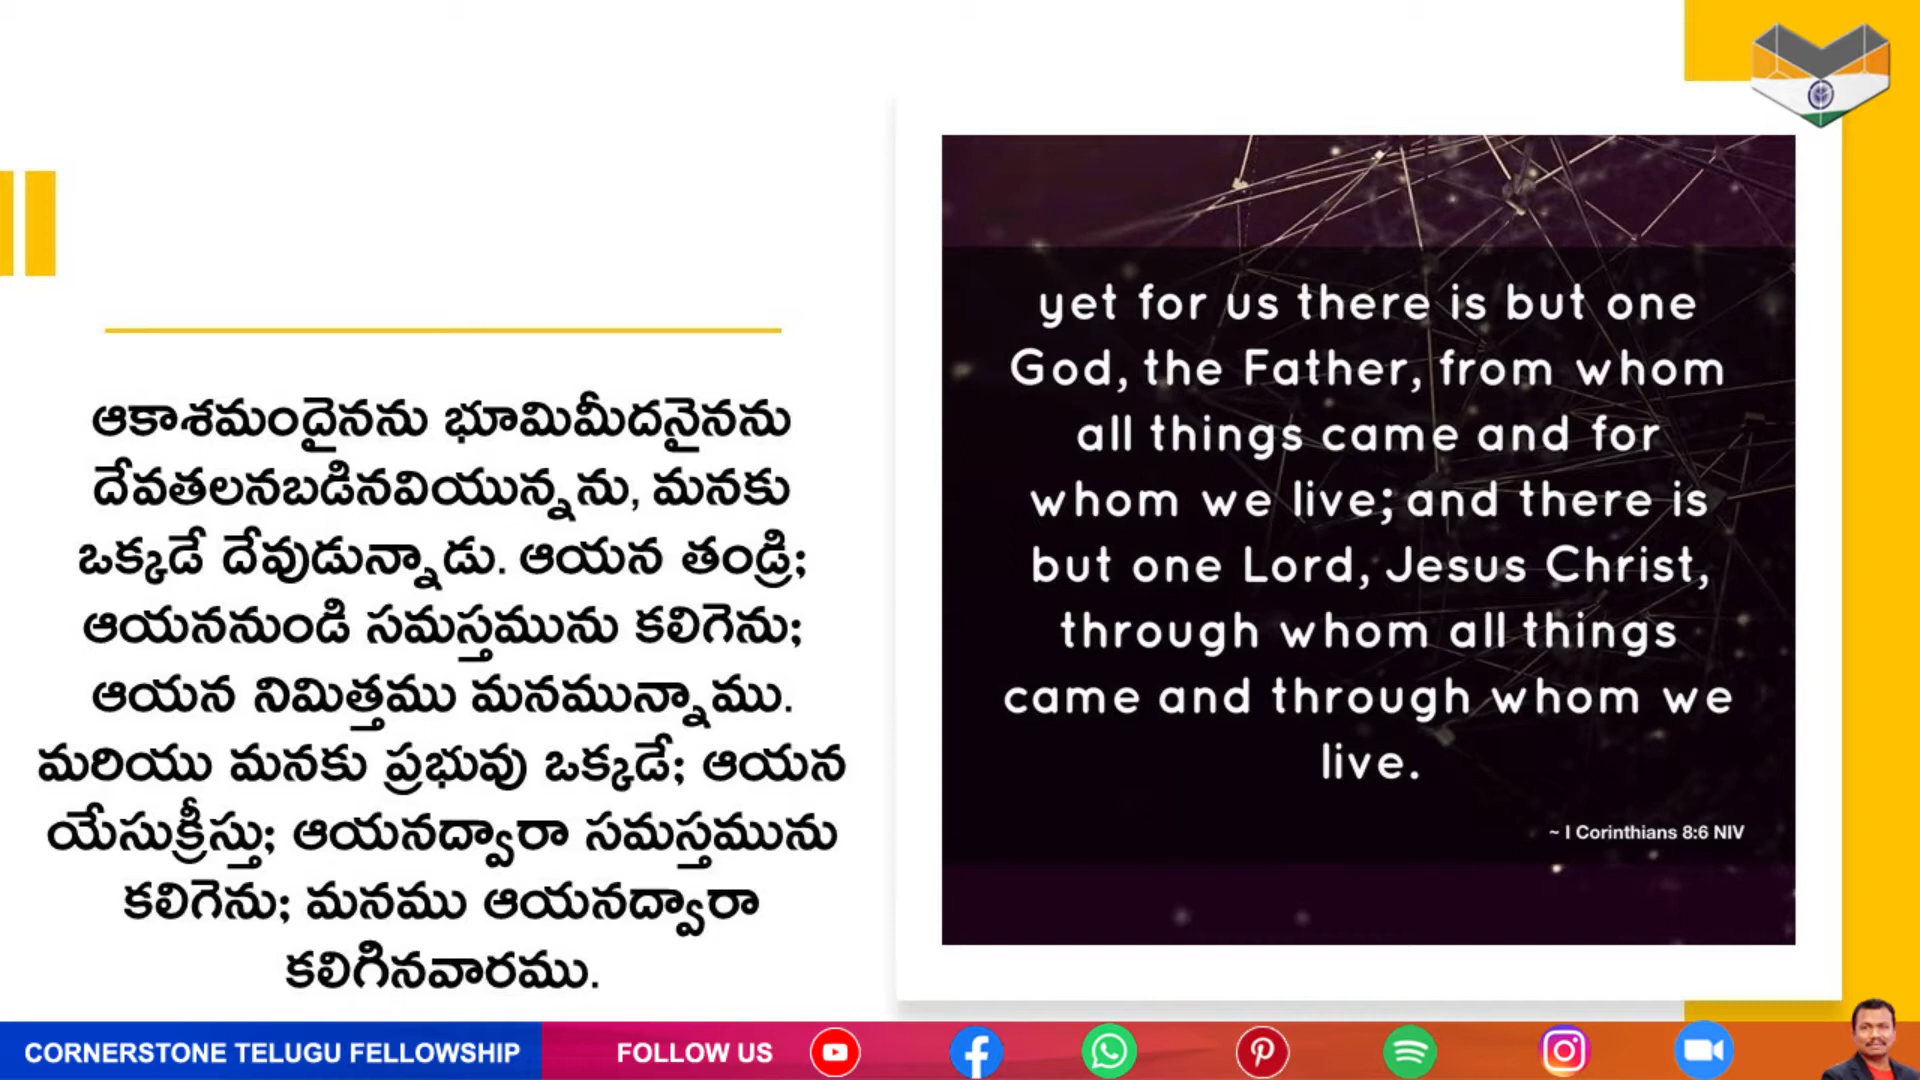 ఆకాశమందైనను భూమిమీదనైనను
దేవతలనబడినవియున్నను, మనకు
ఒక్కడే దేవుడున్నాడు. ఆయన తండ్రి;
ఆయననుండి సమస్తమును కలిగెను;
ఆయన నిమిత్తము మనమున్నాము.
మరియు మనకు ప్రభువు ఒక్కడే; ఆయన
యేసుక్రీస్తు; ఆయనద్వారా సమస్తమును
కలిగెను; మనము ఆయనద్వారా
కలిగినవారము.
yet for us there is but one
God, the Father, from whom
all things came and for
whom we live; and there is
but one Lord, Jesus Christ,
through whom all things
came and through whom we
live.
~ I Corinthians 8:6 NIV
CORNERSTONE TELUGU FELLOWSHIP
FOLLOW US